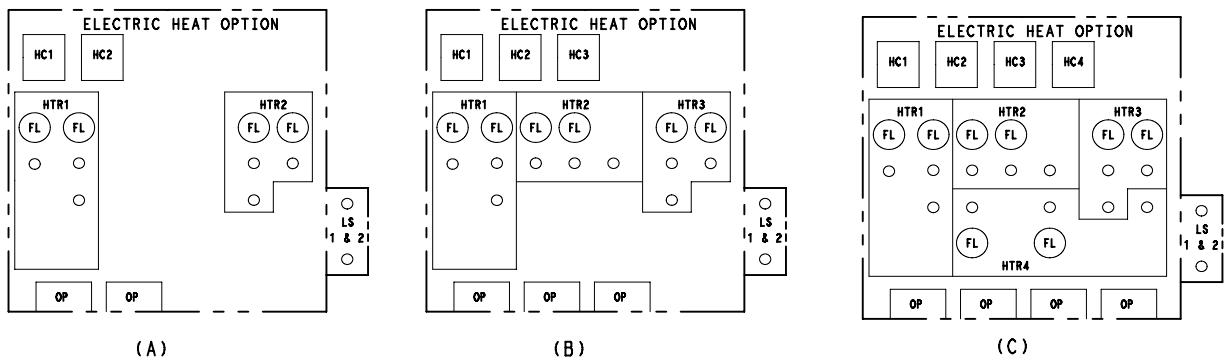 ELECTRIC HEAT OPTION
HC1 HC2
HTR1 HTR2
FL FL FL FL
LS
1 & 2
OP OP
(A)
ELECTRIC HEAT OPTION
HC1 HC2 HC3
HTR1 HTR2 HTR3
FL FL FL FL FL FL
LS
1 & 2
OP OP OP
(B)
ELECTRIC HEAT OPTION
HC1 HC2 HC3 HC4
HTR1 HTR2 HTR3
FL FL FL FL FL FL
LS
1 & 2
FL FL
HTR4
OP OP OP OP
(C)